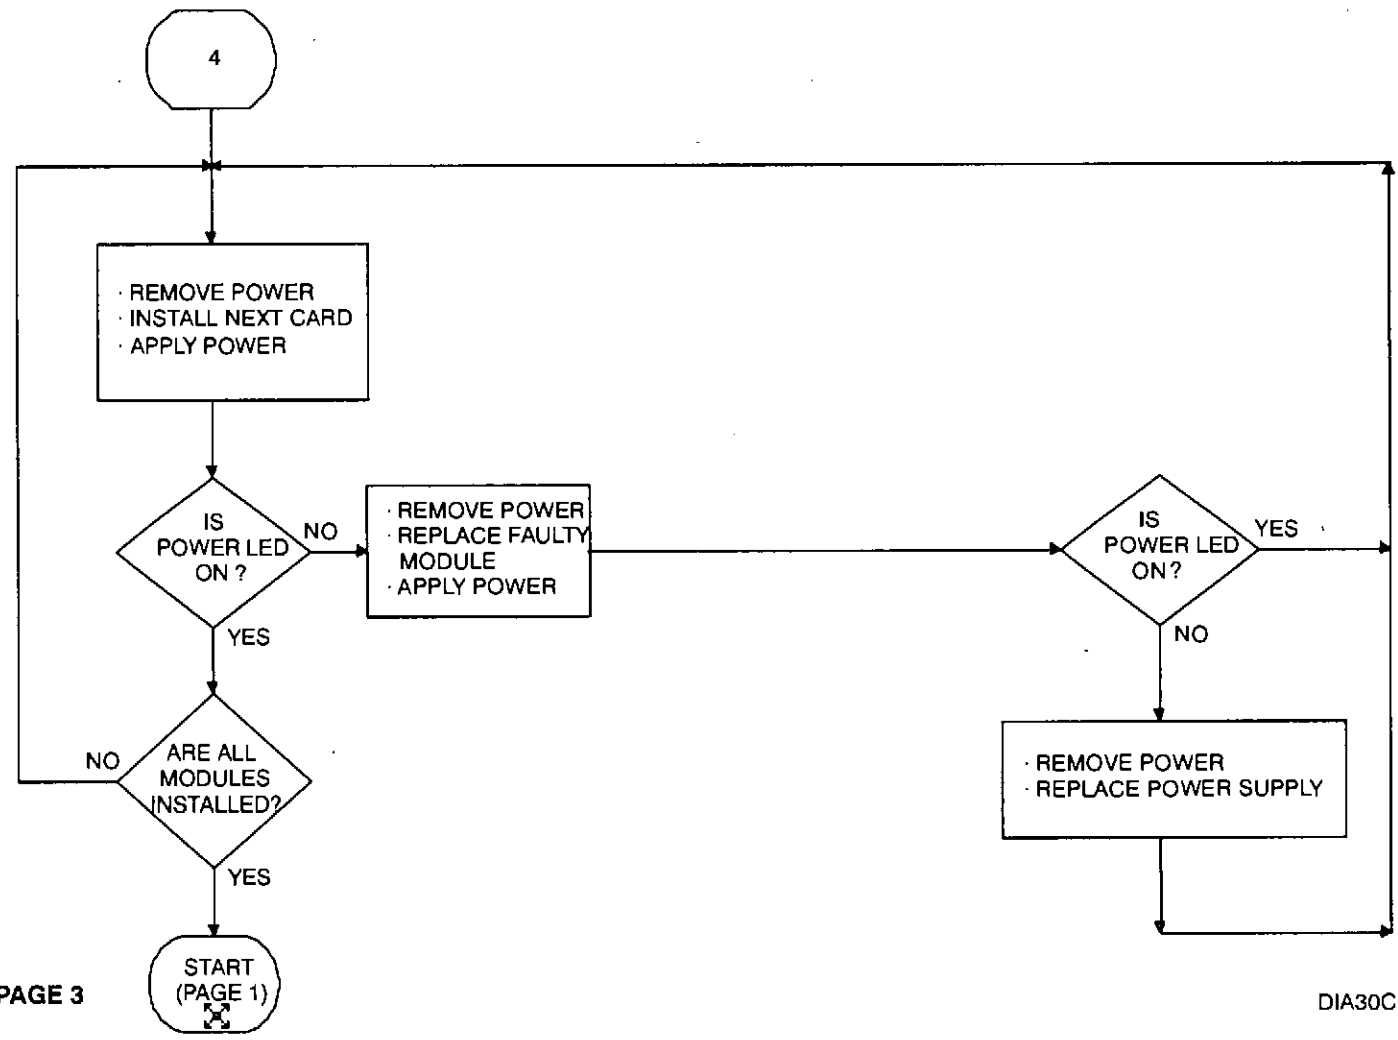 4
· REMOVE POWER
· INSTALL NEXT CARD
· APPLY POWER
IS
POWER LED
ON ?
NO
YES
· REMOVE POWER
· REPLACE FAULTY
MODULE
· APPLY POWER
IS
POWER LED
ON ?
YES
NO
ARE ALL
MODULES
INSTALLED?
NO
YES
· REMOVE POWER
· REPLACE POWER SUPPLY
START
(PAGE 1)
PAGE 3
DIA30C